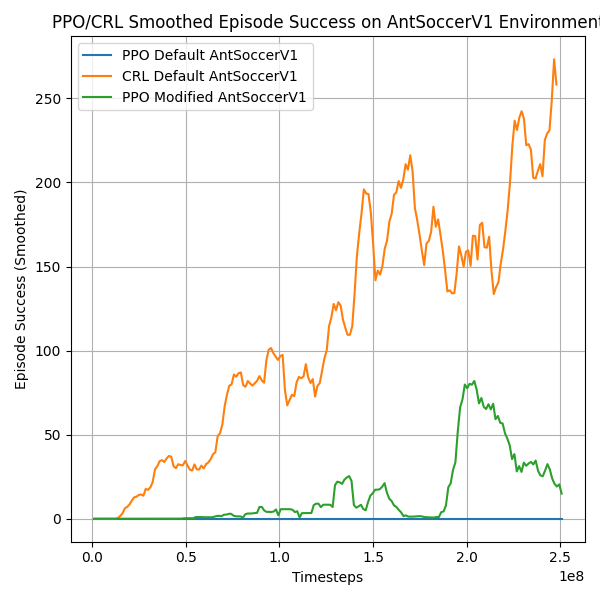 PPO/CRL Smoothed Episode Success on AntSoccerV1 Environment
PPO Default AntSoccerV1
CRL Default AntSoccerV1
PPO Modified AntSoccerV1
Episode Success (Smoothed)
250
200
150
100
50
0
0.0 0.5 1.0 1.5 2.0 2.5
1e8
Timesteps